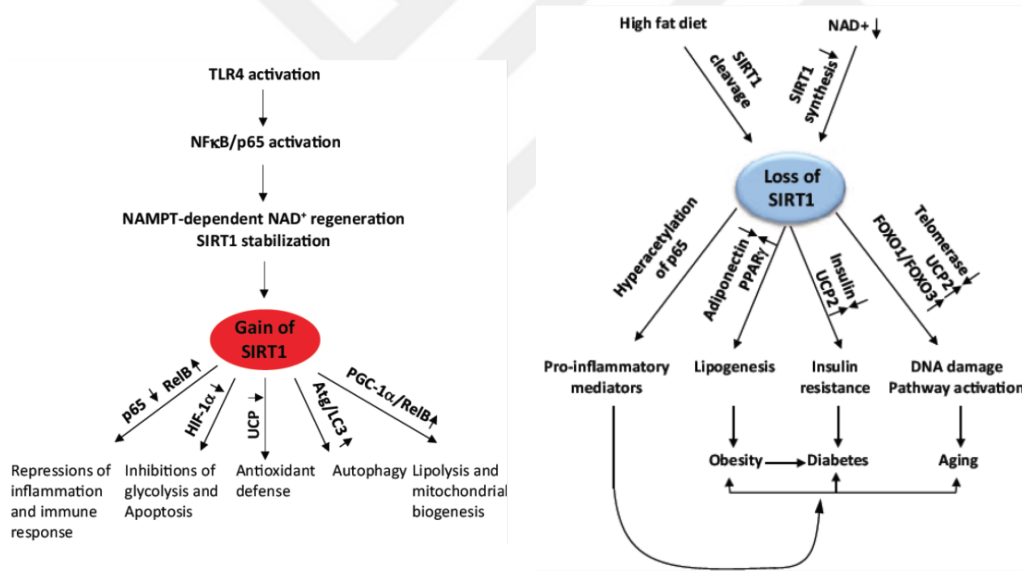 TLR4 activation
NFκB/p65 activation
NAMPT-dependent NAD⁺ regeneration
SIRT1 stabilization
Gain of
SIRT1
p65 ↓ RelB ↑
HIF-1α
UCP
Atg/LC3
PGC-1α/RelB
Repressions of
inflammation
and immune
response
Inhibitions of
glycolysis and
Apoptosis
Antioxidant
defense
Autophagy
Lipolysis and
mitochondrial
biogenesis
High fat diet
NAD+↓
SIRT1
cleavage
SIRT1
synthesis
Loss of
SIRT1
Hyperacetylation
of p65
Adiponectin
PPARγ
Insulin
UCP2
Telomerase
UCP2
FOXO1/FOXO3
Pro-inflammatory
mediators
Lipogenesis
Insulin
resistance
DNA damage
Pathway activation
Obesity
Diabetes
Aging